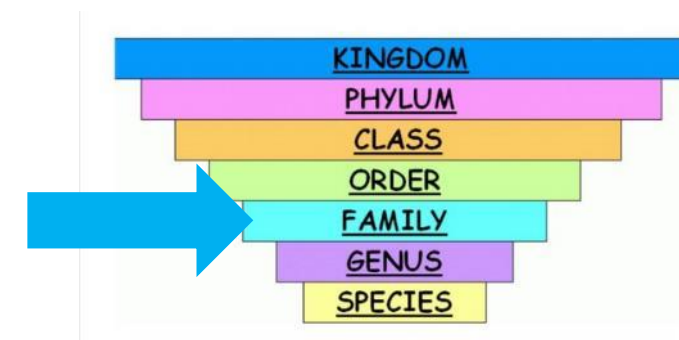 KINGDOM
PHYLUM
CLASS
ORDER
FAMILY
GENUS
SPECIES